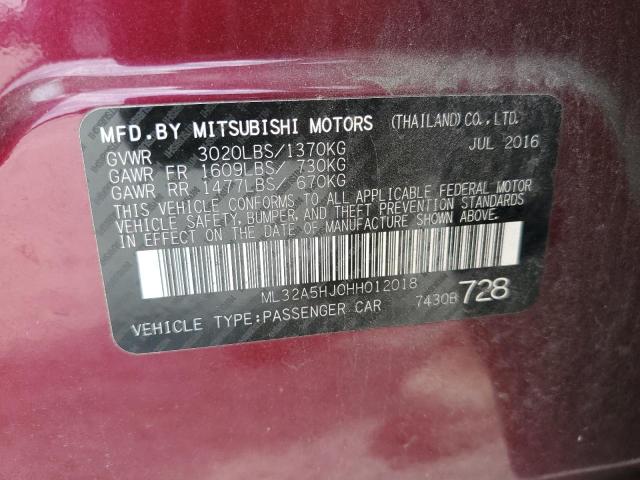 MFD.BY MITSUBISHI MOTORS (THAILAND)CO.,LTD.
GVWR 3020LBS/1370KG JUL 2016
GAWR FR 1609LBS/ 730KG
GAWR RR 1477LBS/ 670KG
THIS VEHICLE CONFORMS TO ALL APPLICABLE FEDERAL MOTOR
VEHICLE SAFETY, BUMPER, AND THEFT PREVENTION STANDARDS
IN EFFECT ON THE DATE OF MANUFACTURE SHOWN ABOVE.
ML32A5HJ0HH012018
7430B 728
VEHICLE TYPE:PASSENGER CAR